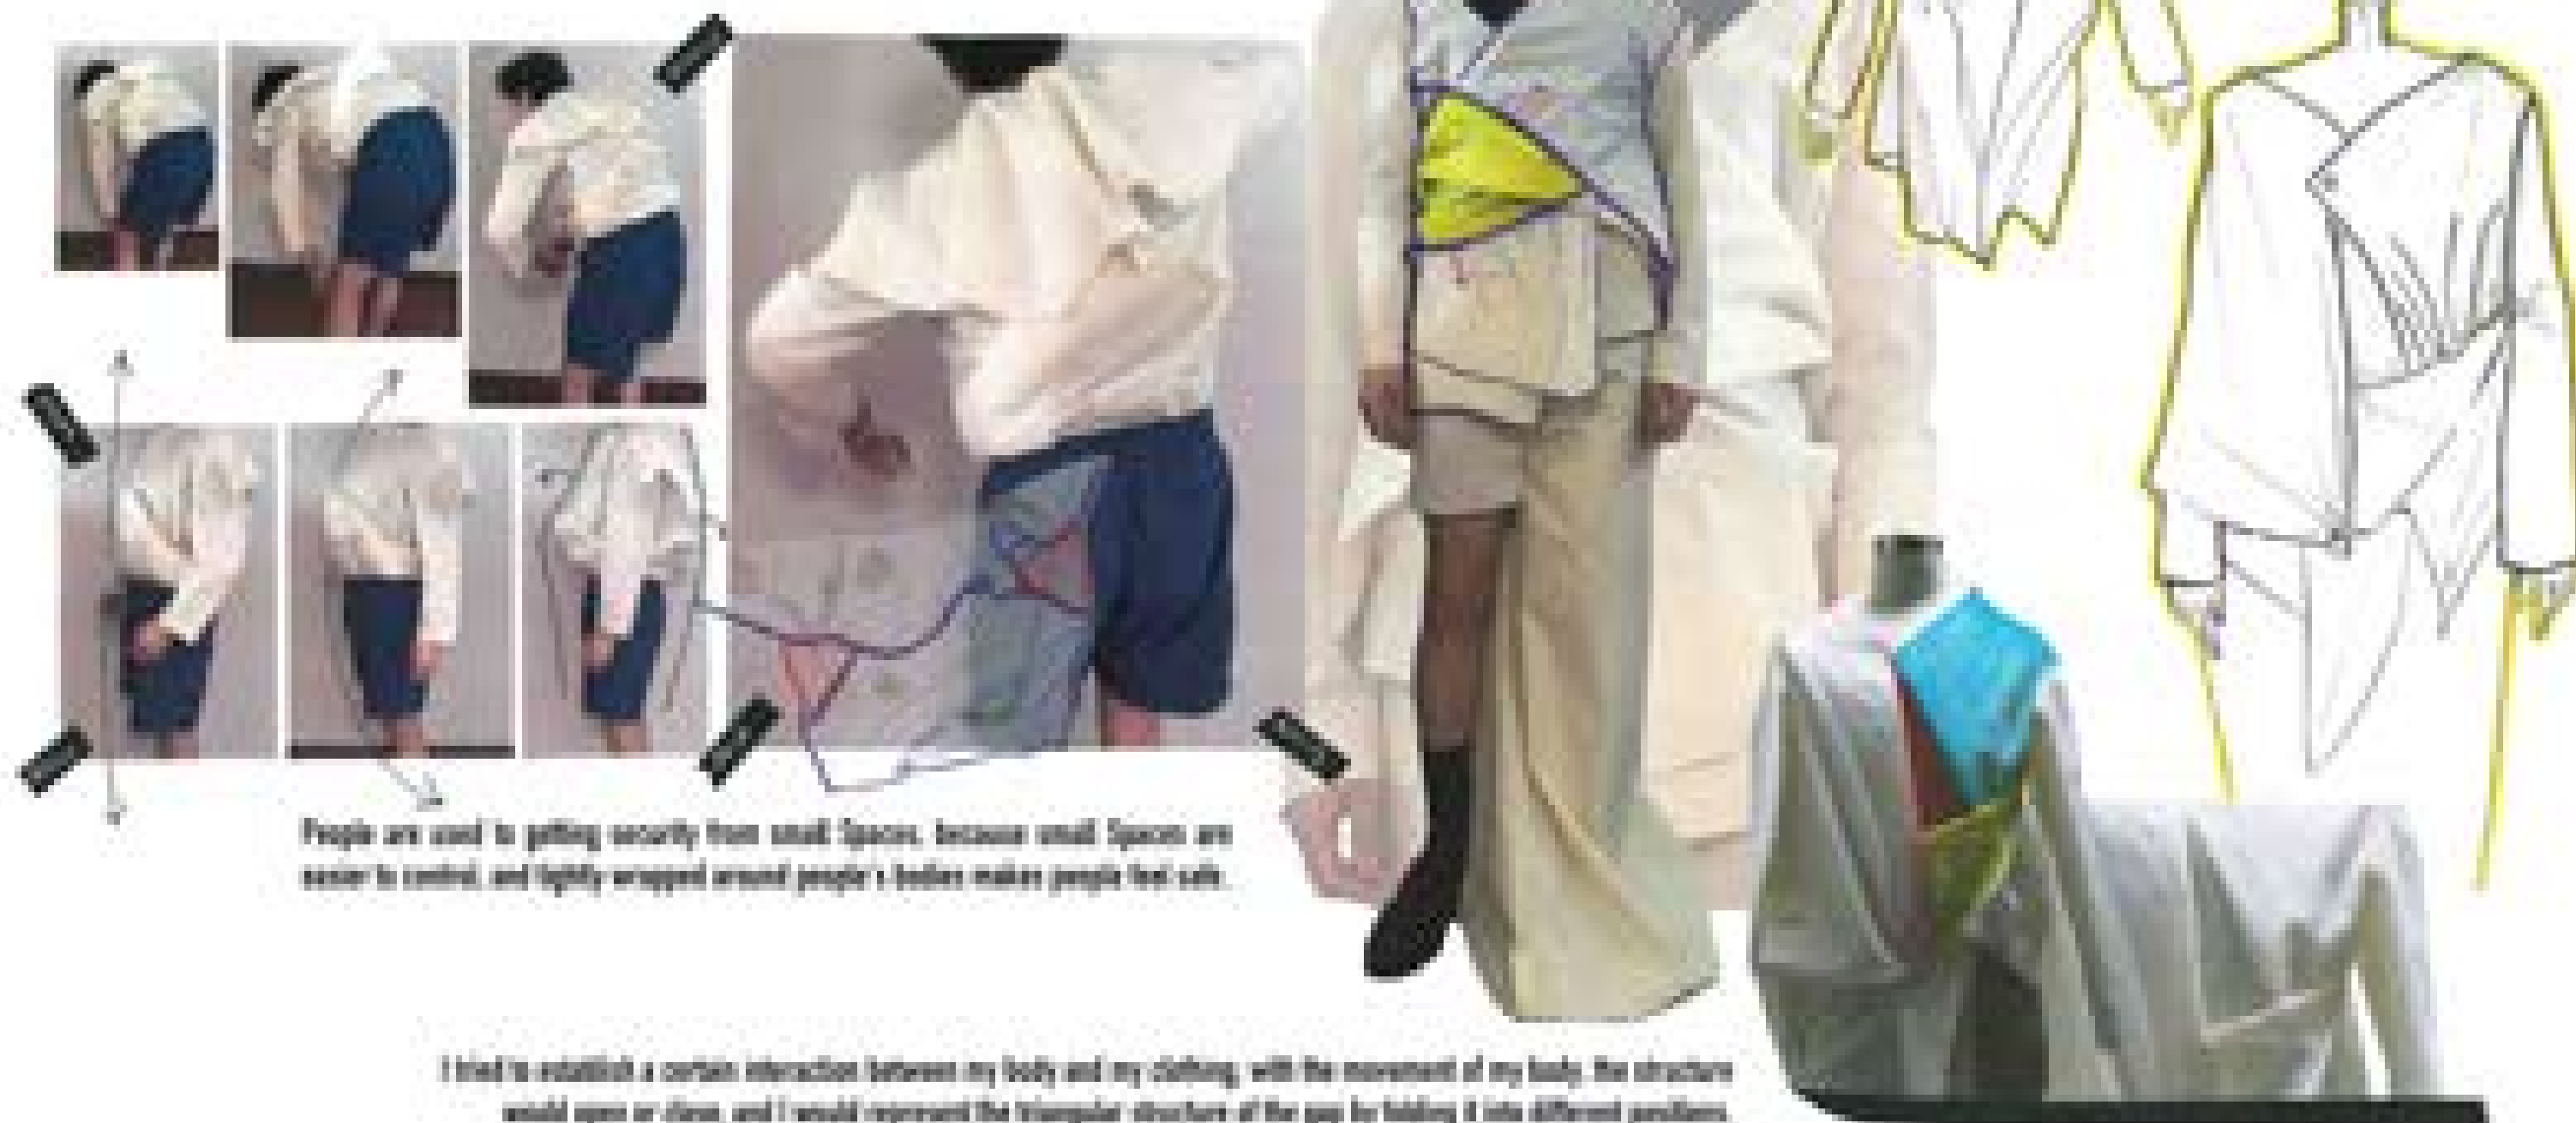 People are used to getting security from small Spaces. because small Spaces are
easier to control, and tightly wrapped around people's bodies makes people feel safe.
I tried to establish a certain interaction between my body and my clothing, with the movement of my body, the structure
would open or close, and I would represent the triangular structure of the gap by folding it into different positions.